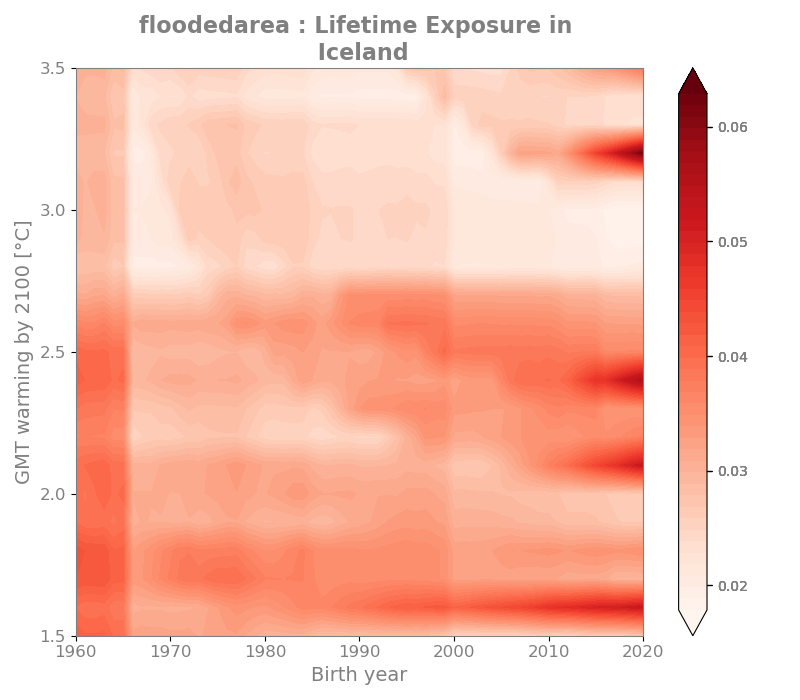 floodedarea : Lifetime Exposure in
Iceland
3.5
3.0
2.5
2.0
1.5
GMT warming by 2100 [°C]
1960 1970 1980 1990 2000 2010 2020
Birth year
0.06
0.05
0.04
0.03
0.02